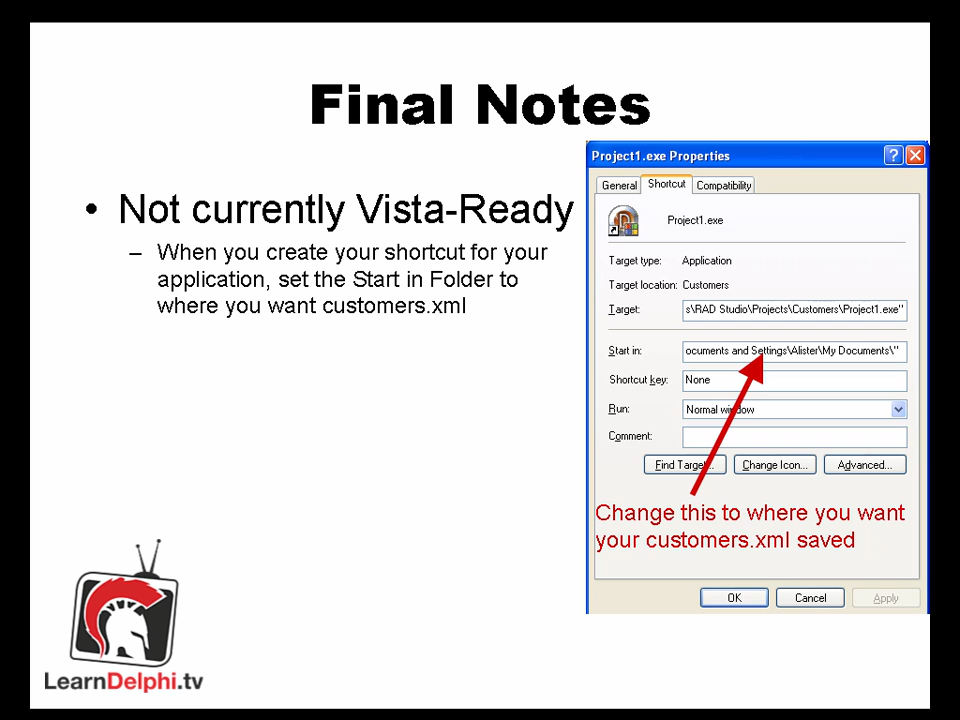 Final Notes
• Not currently Vista-Ready
– When you create your shortcut for your
application, set the Start in Folder to
where you want customers.xml
Project1.exe Properties
General Shortcut Compatibility
Project1.exe
Target type: Application
Target location: Customers
Target: s\RAD Studio\Projects\Customers\Project1.exe"
Start in: ocuments and Settings\Alister\My Documents\"
Shortcut key: None
Run: Normal window
Comment:
Find Target... Change Icon... Advanced...
Change this to where you want
your customers.xml saved
OK Cancel Apply
LearnDelphi.tv